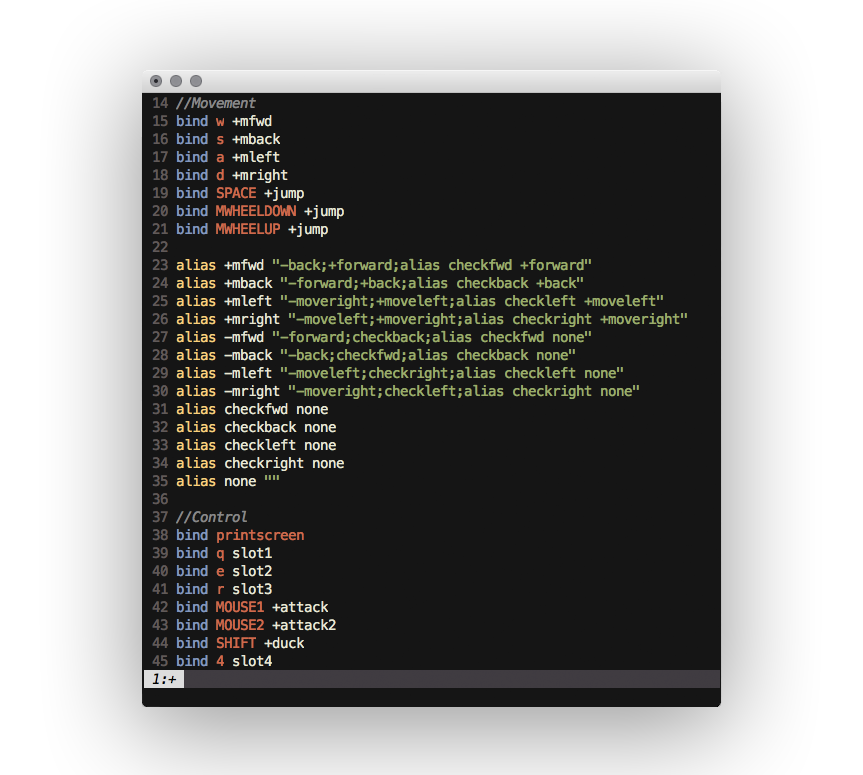 14 //Movement
15 bind w +mfwd
16 bind s +mback
17 bind a +mleft
18 bind d +mright
19 bind SPACE +jump
20 bind MWHEELDOWN +jump
21 bind MWHEELUP +jump
22
23 alias +mfwd "-back;+forward;alias checkfwd +forward"
24 alias +mback "-forward;+back;alias checkback +back"
25 alias +mleft "-moveright;+moveleft;alias checkleft +moveleft"
26 alias +mright "-moveleft;+moveright;alias checkright +moveright"
27 alias -mfwd "-forward;checkback;alias checkfwd none"
28 alias -mback "-back;checkfwd;alias checkback none"
29 alias -mleft "-moveleft;checkright;alias checkleft none"
30 alias -mright "-moveright;checkleft;alias checkright none"
31 alias checkfwd none
32 alias checkback none
33 alias checkleft none
34 alias checkright none
35 alias none ""
36
37 //Control
38 bind printscreen
39 bind q slot1
40 bind e slot2
41 bind r slot3
42 bind MOUSE1 +attack
43 bind MOUSE2 +attack2
44 bind SHIFT +duck
45 bind 4 slot4
1:+